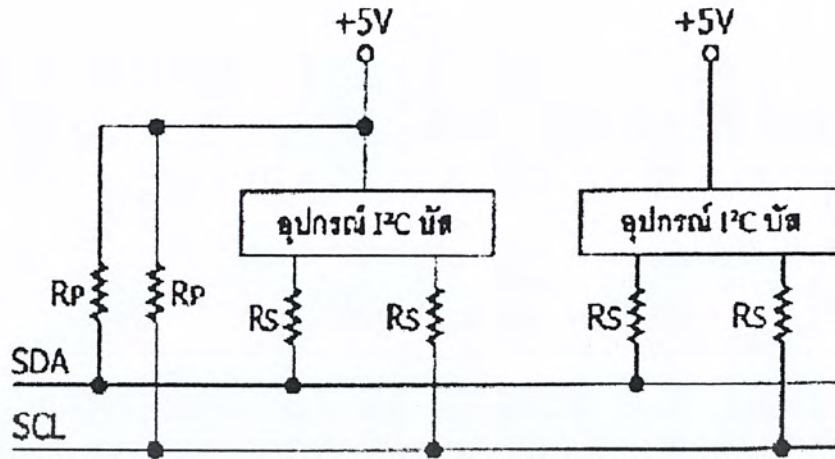 +5V +5V
อุปกรณ์ I²C บัส อุปกรณ์ I²C บัส
RP RP RS RS RS RS
SDA
SCL